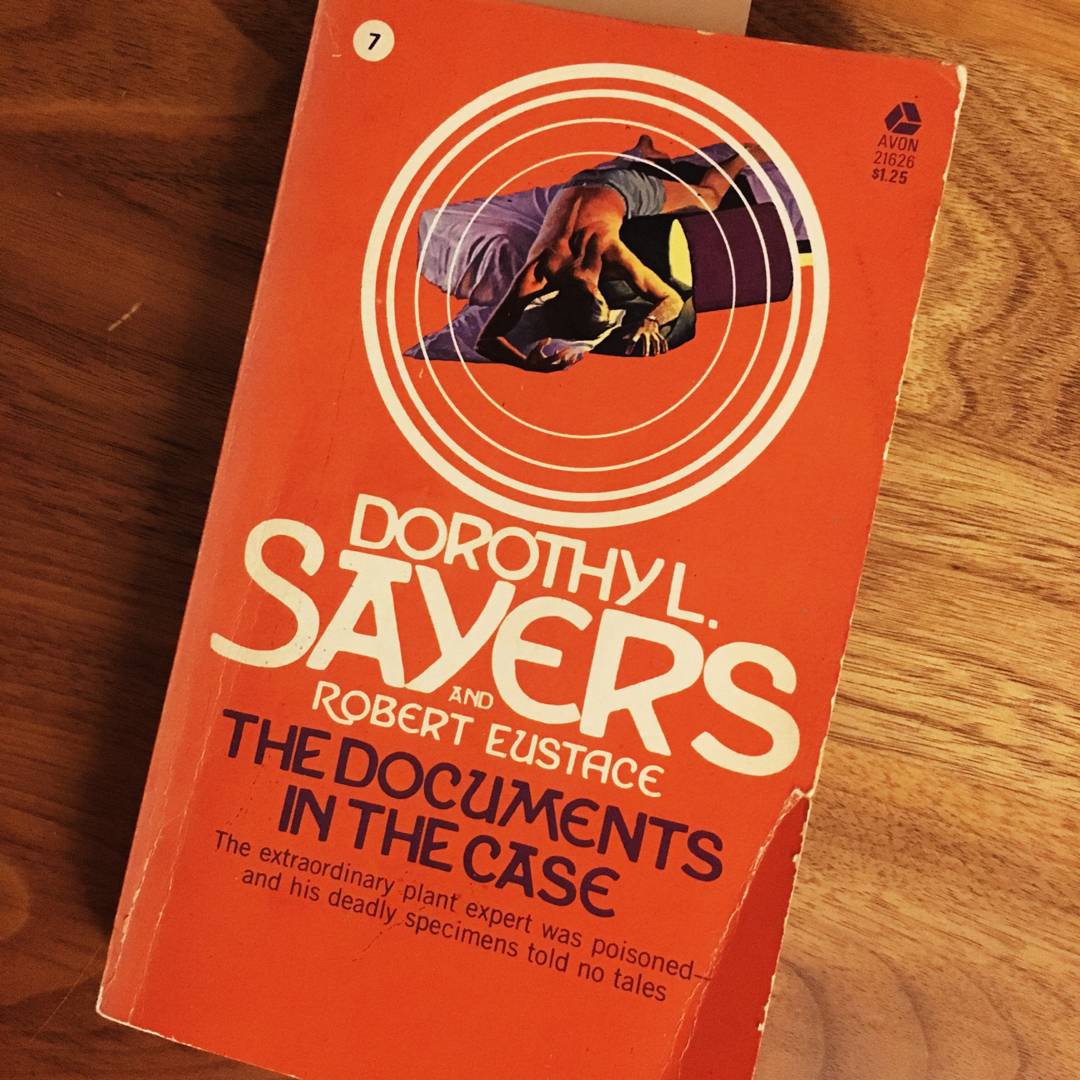 7
AVON
21626
$1.25
DOROTHY L.
SAYERS
AND
ROBERT EUSTACE
THE DOCUMENTS
IN THE CASE
The extraordinary plant expert was poisoned—
and his deadly specimens told no tales